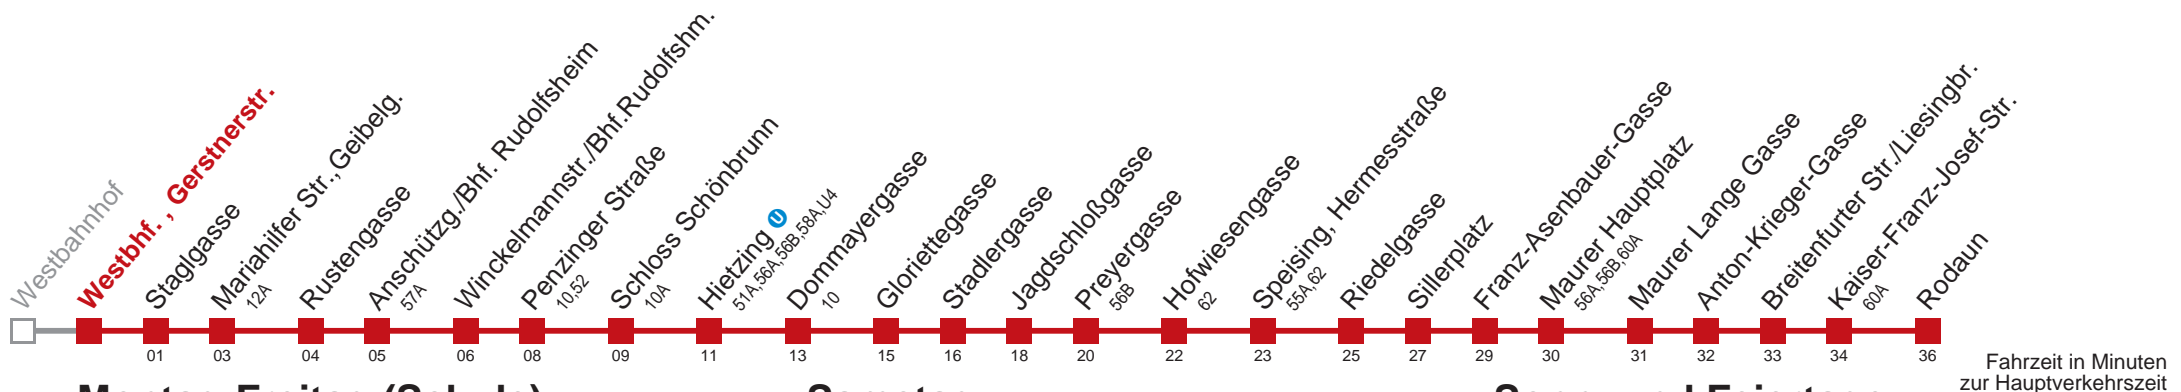 Westbahnhof
Westbhf. , Gerstnerstr.
Staglgasse
01
Mariahilfer Str.,Geibelg.
12A
03
Rustengasse
04
Anschützg./Bhf. Rudolfsheim
57A
05
Winckelmannstr./Bhf.Rudolfshm.
06
Penzinger Straße
10,52
08
Schloss Schönbrunn
10A
09
Hietzing U
51A,56A,56B,58A,U4
11
Dommayergasse
10
13
Gloriettegasse
15
Stadlergasse
16
Jagdschloßgasse
18
Preyergasse
56B
20
Hofwiesengasse
62
22
Speising, Hermesstraße
55A,62
23
Riedelgasse
25
Sillerplatz
27
Franz-Asenbauer-Gasse
29
Maurer Hauptplatz
56A,56B,60A
30
Maurer Lange Gasse
31
Anton-Krieger-Gasse
32
Breitenfurter Str./Liesingbr.
33
Kaiser-Franz-Josef-Str.
60A
34
Rodaun
36
Fahrzeit in Minuten
zur Hauptverkehrszeit